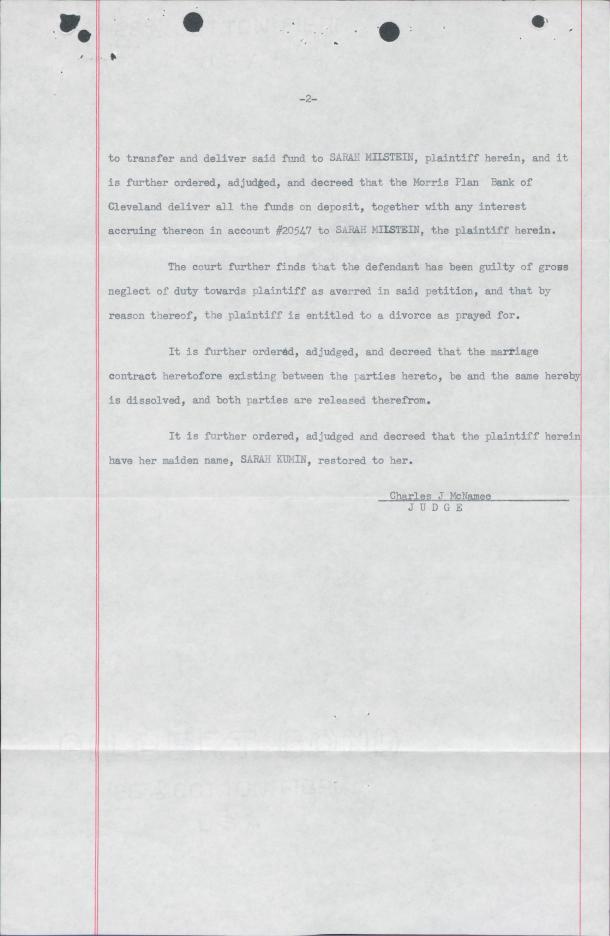 -2-
to transfer and deliver said fund to SARAH MILSTEIN, plaintiff herein, and it
is further ordered, adjudged, and decreed that the Morris Plan Bank of
Cleveland deliver all the funds on deposit, together with any interest
accruing thereon in account #20547 to SARAH MILSTEIN, the plaintiff herein.
The court further finds that the defendant has been guilty of gross
neglect of duty towards plaintiff as averred in said petition, and that by
reason thereof, the plaintiff is entitled to a divorce as prayed for.
It is further ordered, adjudged, and decreed that the marriage
contract heretofore existing between the parties hereto, be and the same hereby
is dissolved, and both parties are released therefrom.
It is further ordered, adjudged and decreed that the plaintiff herein
have her maiden name, SARAH KUMIN, restored to her.
Charles J McNamee
J U D G E